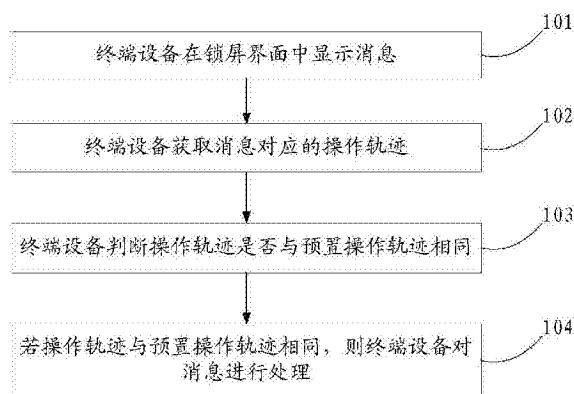 101
终端设备在锁屏界面中显示消息
102
终端设备获取消息对应的操作轨迹
103
终端设备判断操作轨迹是否与预置操作轨迹相同
104
若操作轨迹与预置操作轨迹相同，则终端设备对
消息进行处理